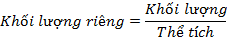 Khối lượng riêng = Khối lượng / Thể tích